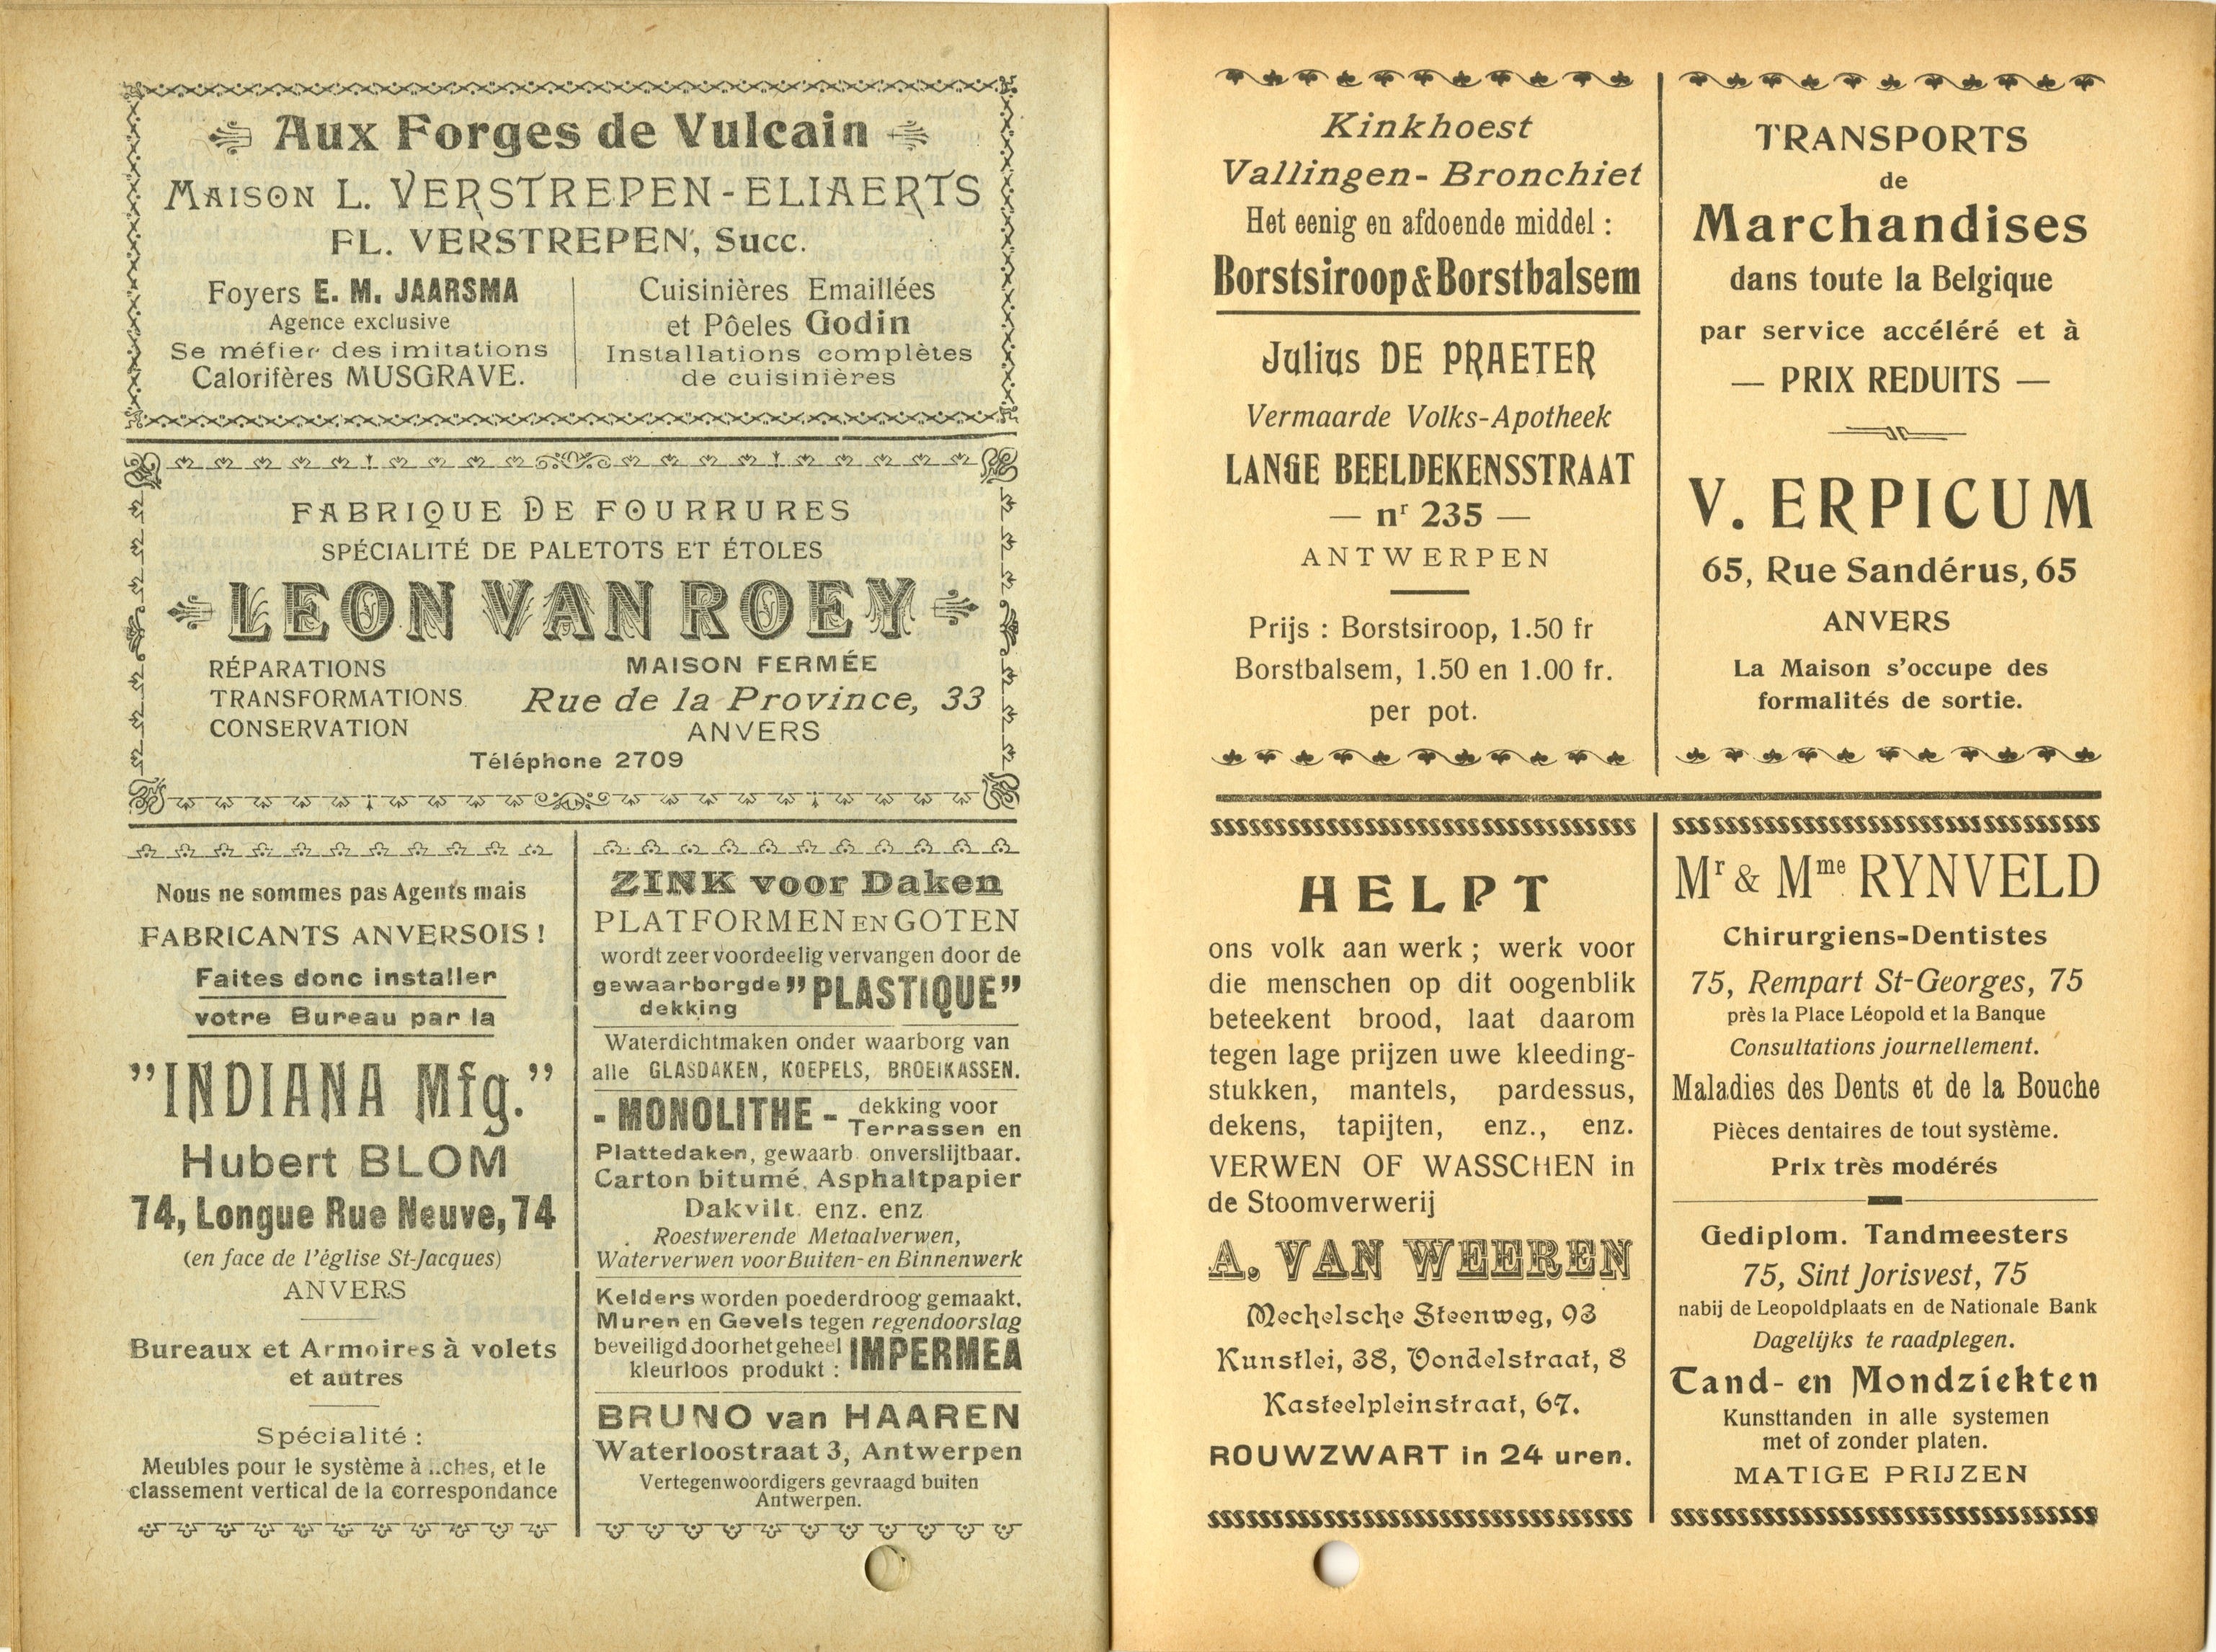 Aux Forges de Vulcain
MAISON L. VERSTREPEN-ELIAERTS
FL. VERSTREPEN, Succ.
Foyers E. M. JAARSMA
Agence exclusive
Se méfier des imitations
Calorifères MUSGRAVE.
Cuisinières Emaillées
et Pôeles Godin
Installations complètes
de cuisinières
FABRIQUE DE FOURRURES
SPÉCIALITÉ DE PALETOTS ET ÉTOLES
LEON VAN ROEY
RÉPARATIONS
TRANSFORMATIONS
CONSERVATION
MAISON FERMÉE
Rue de la Province, 33
ANVERS
Téléphone 2709
Nous ne sommes pas Agents mais
FABRICANTS ANVERSOIS !
Faites donc installer
votre Bureau par la
"INDIANA Mfg."
Hubert BLOM
74, Longue Rue Neuve, 74
(en face de l'église St-Jacques)
ANVERS
Bureaux et Armoires à volets
et autres
Spécialité :
Meubles pour le système à ..ches, et le
classement vertical de la correspondance
ZINK voor Daken
PLATFORMEN EN GOTEN
wordt zeer voordeelig vervangen door de
gewaarborgde dekking "PLASTIQUE"
Waterdichtmaken onder waarborg van
alle GLASDAKEN, KOEPELS, BROEIKASSEN.
- MONOLITHE - dekking voor
Terrassen en
Plattedaken, gewaarb. onverslijtbaar.
Carton bitumé, Asphaltpapier
Dakvilt. enz. enz
Roestwerende Metaalverwen,
Waterverwen voor Buiten- en Binnenwerk
Kelders worden poederdroog gemaakt.
Muren en Gevels tegen regendoorslag
beveiligd door het geheel
kleurloos produkt : IMPERMEA
BRUNO van HAAREN
Waterloostraat 3, Antwerpen
Vertegenwoordigers gevraagd buiten
Antwerpen.
Kinkhoest
Vallingen- Bronchiet
Het eenig en afdoende middel :
Borstsiroop & Borstbalsem
Julius DE PRAETER
Vermaarde Volks-Apotheek
LANGE BEELDEKENSSTRAAT
— nr 235 —
ANTWERPEN
Prijs : Borstsiroop, 1.50 fr
Borstbalsem, 1.50 en 1.00 fr.
per pot.
TRANSPORTS
de
Marchandises
dans toute la Belgique
par service accéléré et à
— PRIX REDUITS —
V. ERPICUM
65, Rue Sandérus, 65
ANVERS
La Maison s'occupe des
formalités de sortie.
HELPT
ons volk aan werk ; werk voor
die menschen op dit oogenblik
beteekent brood, laat daarom
tegen lage prijzen uwe kleeding-
stukken, mantels, pardessus,
dekens, tapijten, enz., enz.
VERWEN OF WASSCHEN in
de Stoomverwerij
A. VAN WEEREN
Mechelsche Steenweg, 93
Kunstlei, 38, Vondelstraat, 8
Kasteelpleinstraat, 67.
ROUWZWART in 24 uren.
Mr & Mme RYNVELD
Chirurgiens-Dentistes
75, Rempart St-Georges, 75
près la Place Léopold et la Banque
Consultations journellement.
Maladies des Dents et de la Bouche
Pièces dentaires de tout système.
Prix très modérés
Gediplom. Tandmeesters
75, Sint Jorisvest, 75
nabij de Leopoldplaats en de Nationale Bank
Dagelijks te raadplegen.
Tand- en Mondziekten
Kunsttanden in alle systemen
met of zonder platen.
MATIGE PRIJZEN